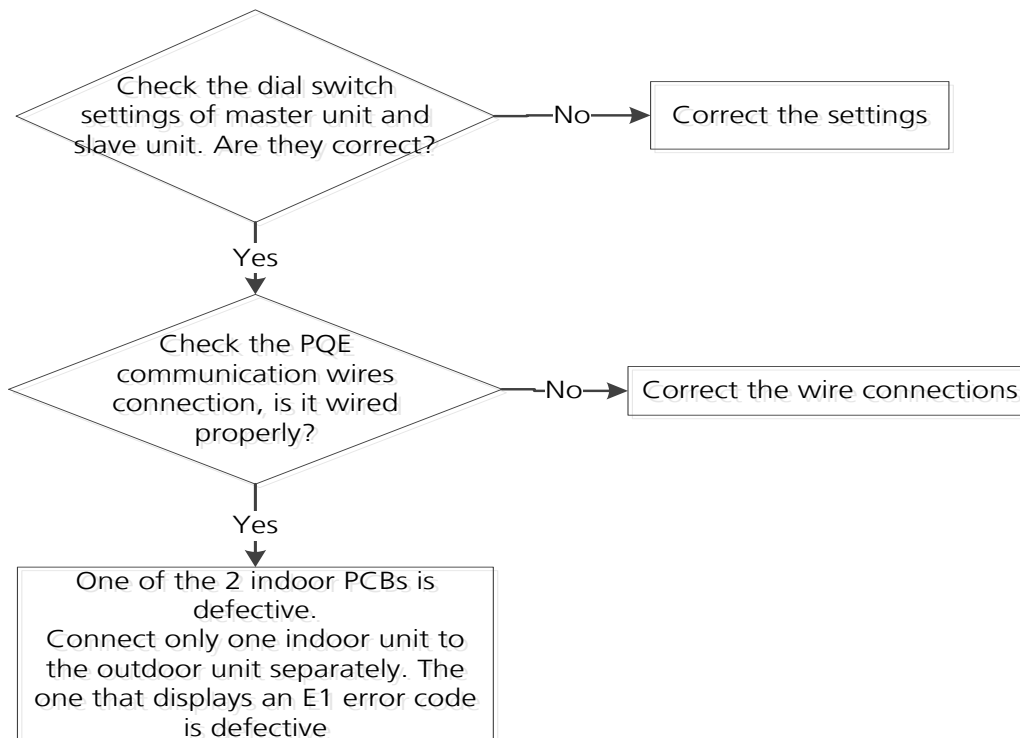 Check the dial switch
settings of master unit and
slave unit. Are they correct?
No
Correct the settings
Yes
Check the PQE
communication wires
connection, is it wired
properly?
No
Correct the wire connections
Yes
One of the 2 indoor PCBs is
defective.
Connect only one indoor unit to
the outdoor unit separately. The
one that displays an E1 error code
is defective